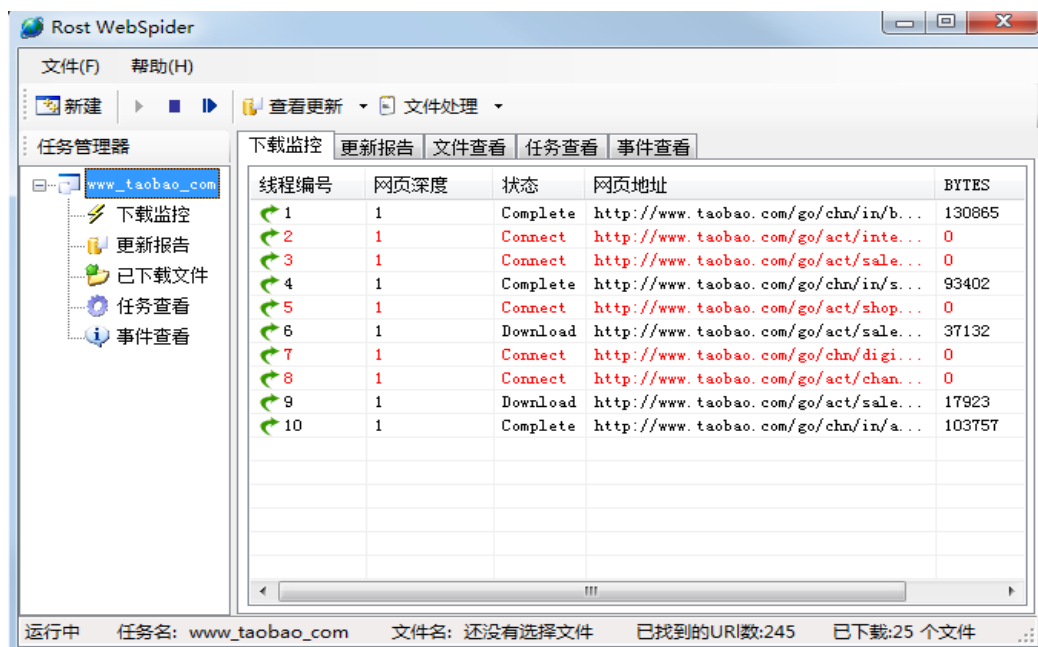 Rost WebSpider
文件(F) 帮助(H)
新建 查看更新 文件处理
任务管理器 下载监控 更新报告 文件查看 任务查看 事件查看
www_taobao_com
下载监控
更新报告
已下载文件
任务查看
事件查看
线程编号 网页深度 状态 网页地址 BYTES
1 1 Complete http://www.taobao.com/go/chn/in/b... 130865
2 1 Connect http://www.taobao.com/go/act/inte... 0
3 1 Connect http://www.taobao.com/go/act/sale... 0
4 1 Complete http://www.taobao.com/go/chn/in/s... 93402
5 1 Connect http://www.taobao.com/go/act/shop... 0
6 1 Download http://www.taobao.com/go/act/sale... 37132
7 1 Connect http://www.taobao.com/go/chn/digi... 0
8 1 Connect http://www.taobao.com/go/act/chan... 0
9 1 Download http://www.taobao.com/go/act/sale... 17923
10 1 Complete http://www.taobao.com/go/chn/in/a... 103757
运行中 任务名: www_taobao_com 文件名: 还没有选择文件 已找到的URl数:245 已下载:25 个文件